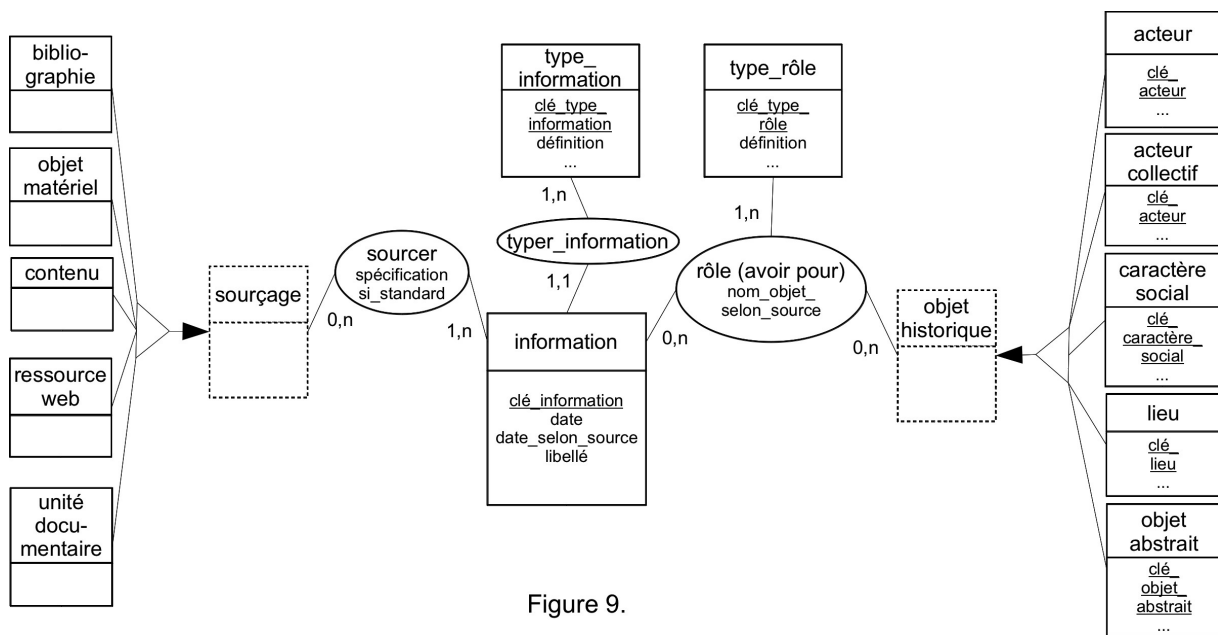 biblio-
graphie
objet
matériel
contenu
ressource
web
unité
docu-
mentaire
sourçage
0,n
sourcer
spécification
si_standard
1,n
type_
information
clé_type_
information
définition
...
1,n
typer_information
1,1
information
clé_information
date
date_selon_source
libellé
type_rôle
clé_type_
rôle
définition
...
1,n
rôle (avoir pour)
nom_objet_
selon_source
0,n
0,n
objet
historique
acteur
clé_
acteur
...
acteur
collectif
clé_
acteur
...
caractère
social
clé_
caractère_
social
...
lieu
clé_
lieu
...
objet
abstrait
clé_
objet_
abstrait
...
Figure 9.